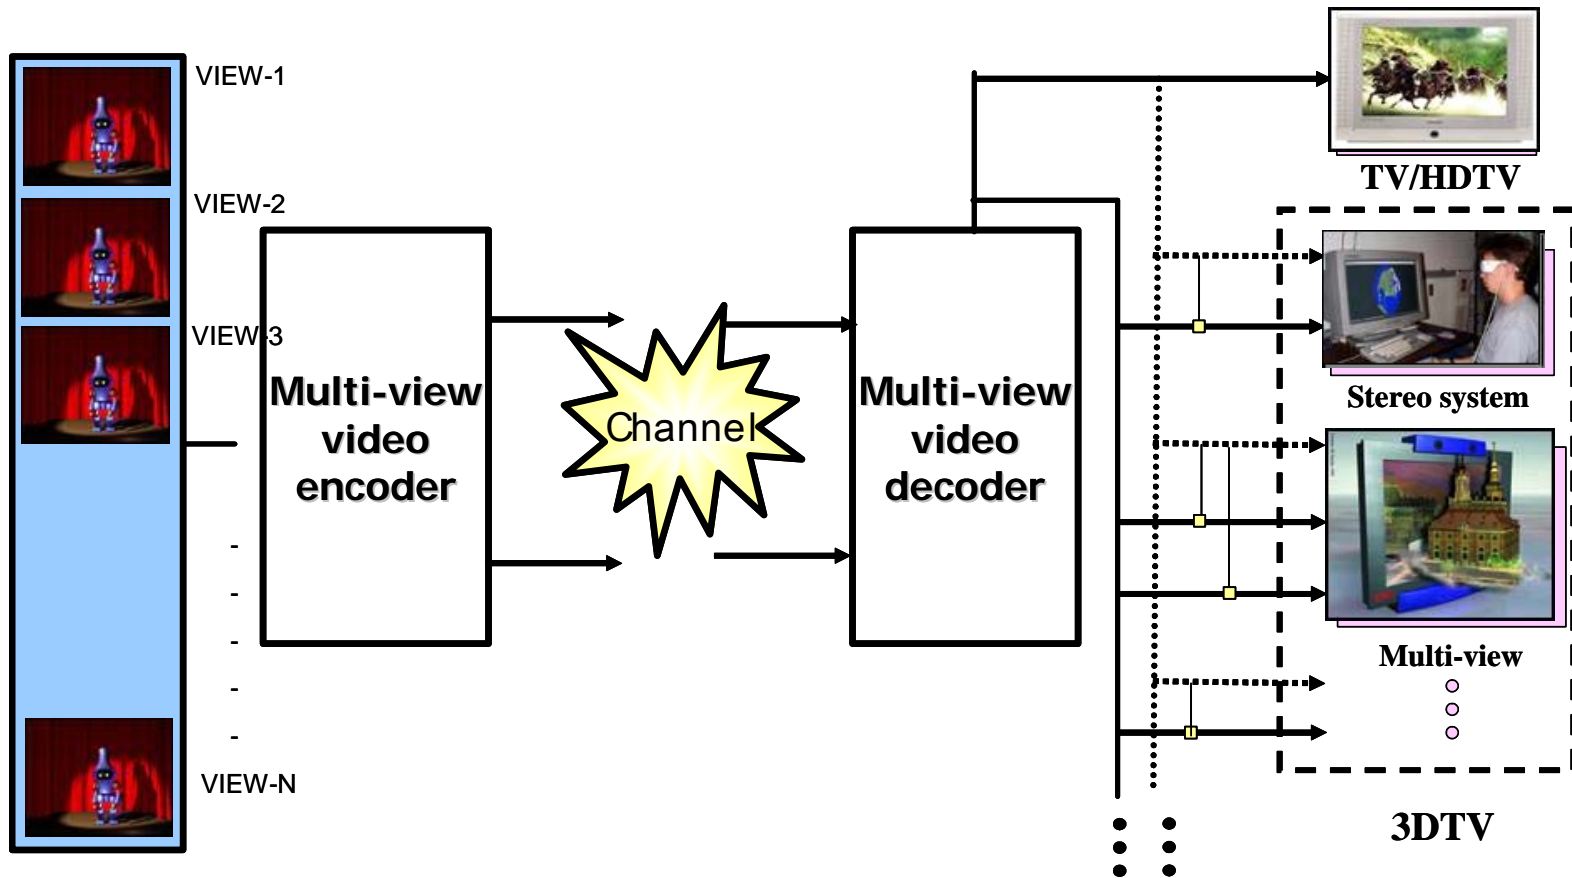 VIEW-1
VIEW-2
VIEW-3
-
-
-
-
-
VIEW-N
Multi-view
video
encoder
Channel
Multi-view
video
decoder
TV/HDTV
Stereo system
Multi-view
3DTV